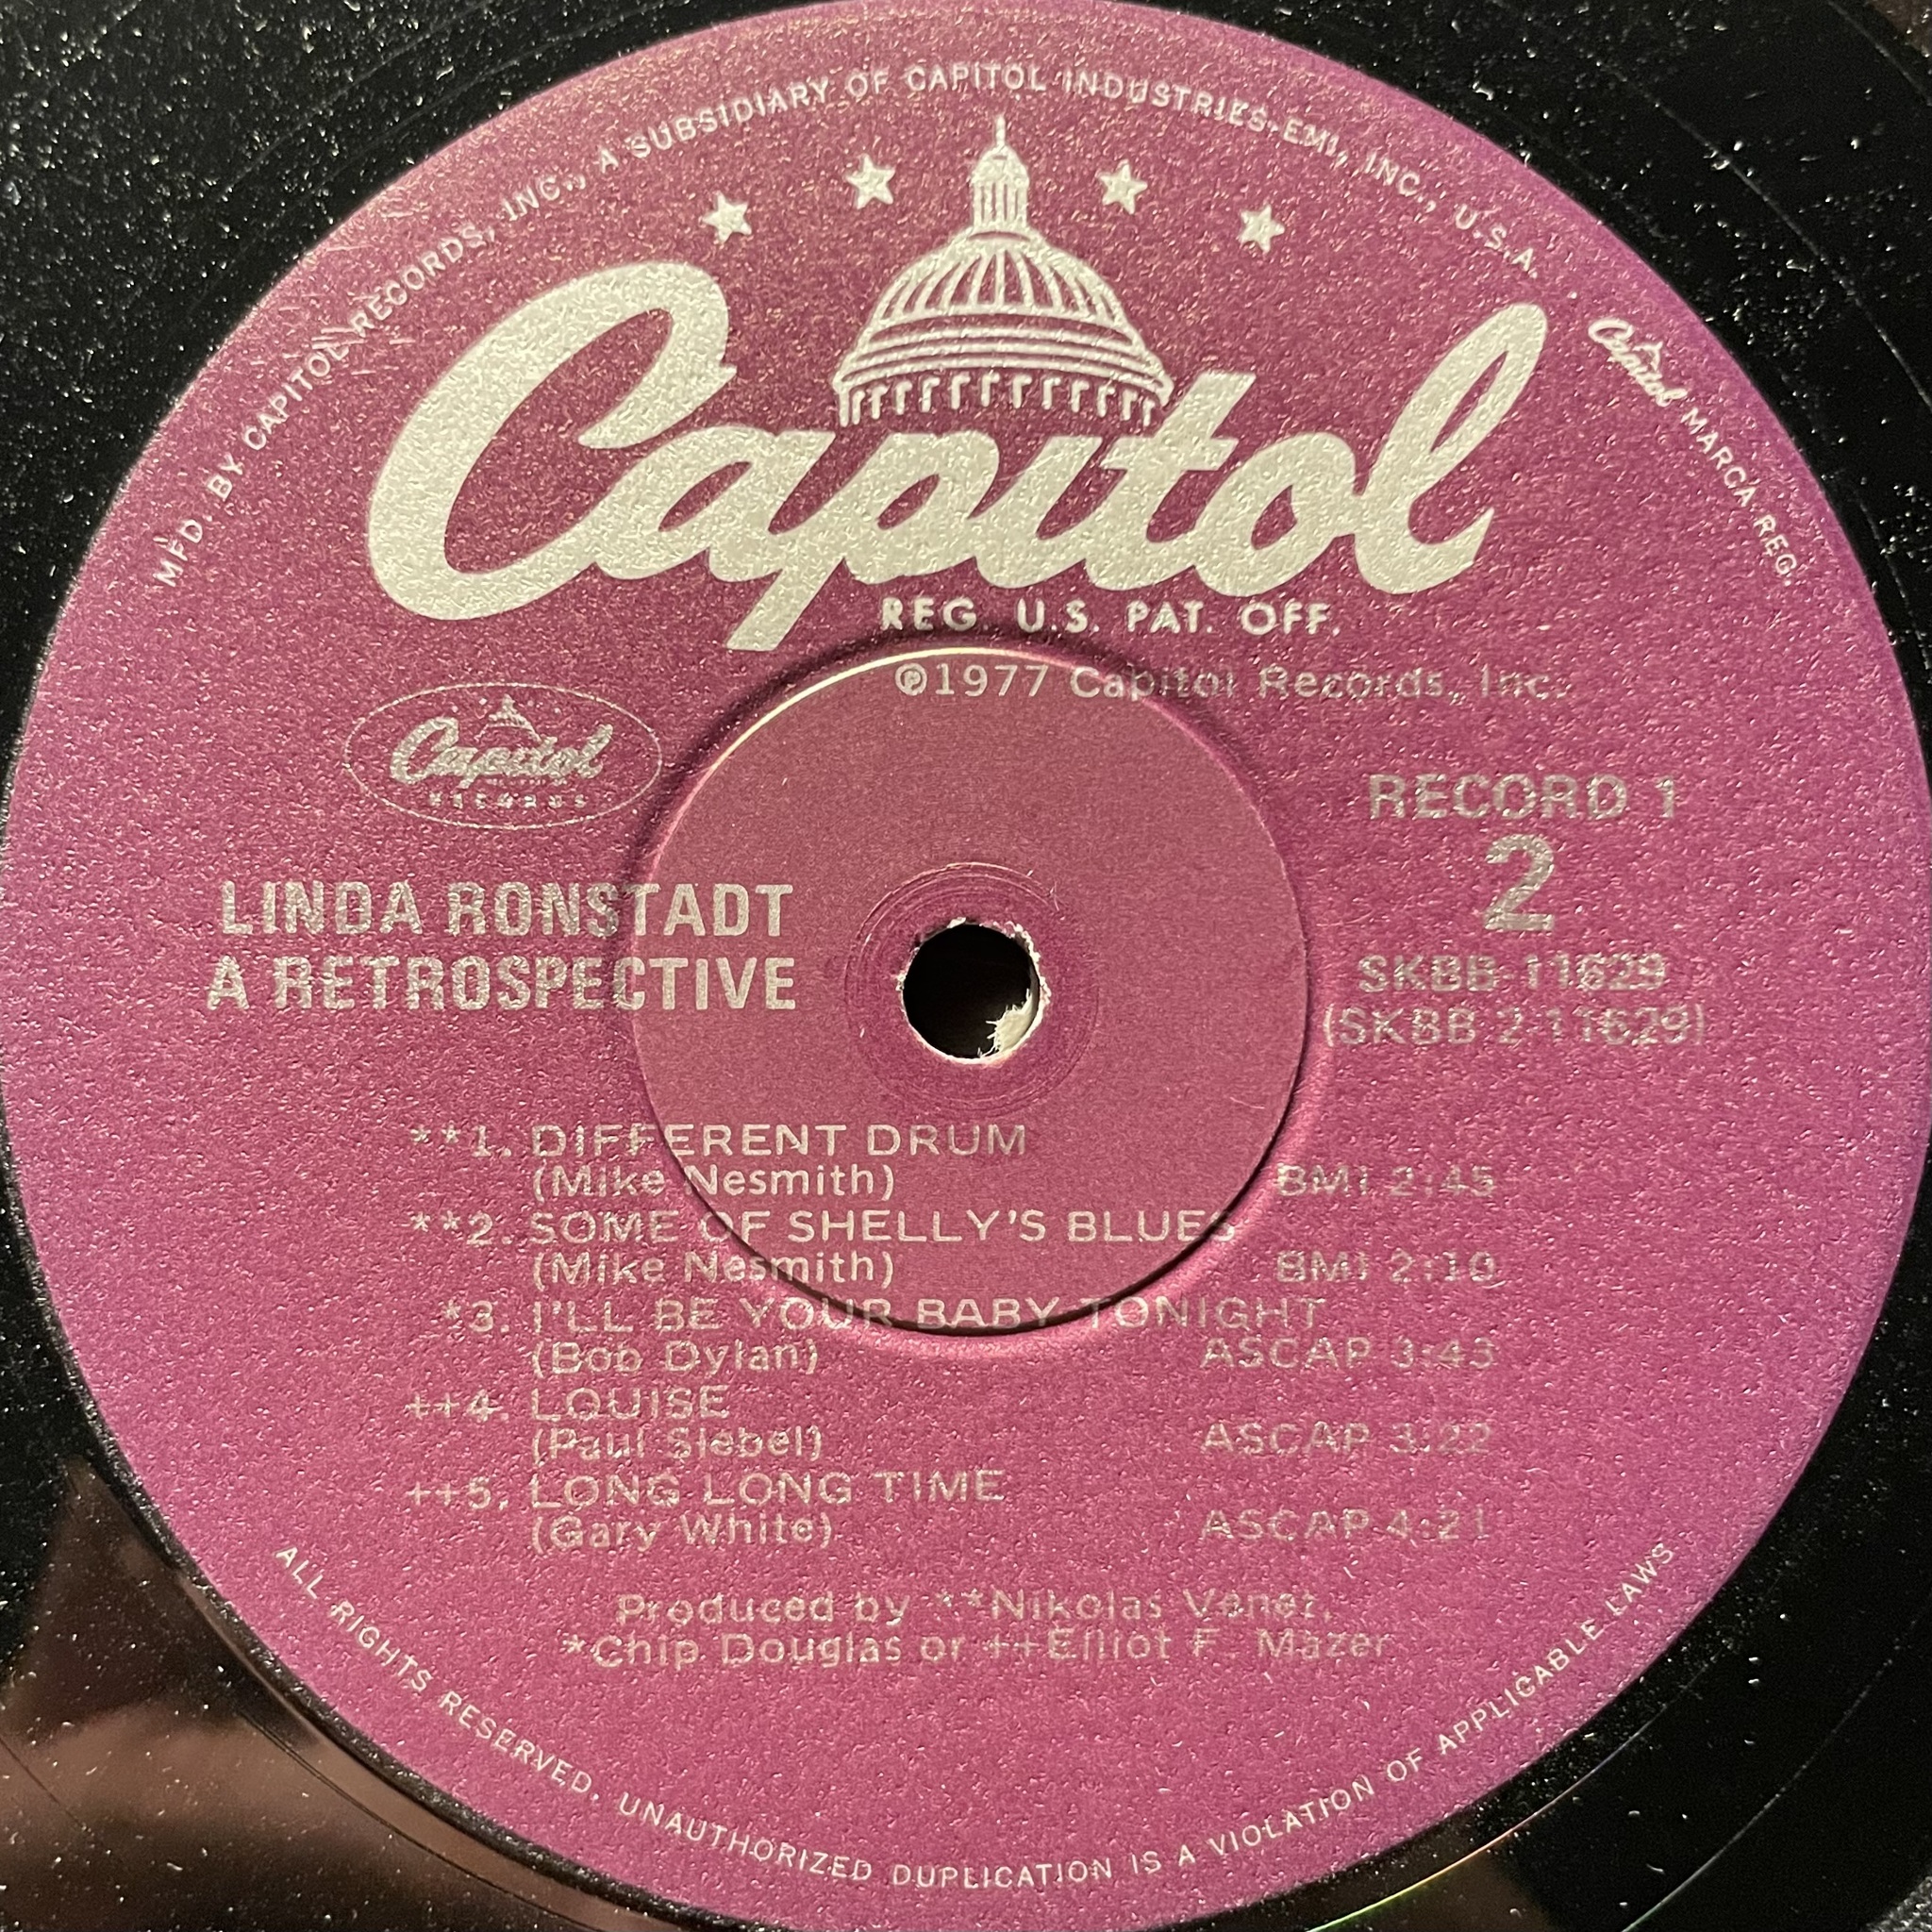 MFD. BY CAPITOL RECORDS, INC., A SUBSIDIARY OF CAPITOL INDUSTRIES-EMI, INC., U.S.A.
Capitol MARCA REG.
Capitol
REG. U.S. PAT. OFF.
℗1977 Capitol Records, Inc.
Capitol
RECORDS
RECORD 1
2
SKBB-11629
(SKBB-2-11629)
LINDA RONSTADT
A RETROSPECTIVE
**1. DIFFERENT DRUM
(Mike Nesmith) BMI 2:45
**2. SOME OF SHELLY'S BLUES
(Mike Nesmith) BMI 2:10
*3. I'LL BE YOUR BABY TONIGHT
(Bob Dylan) ASCAP 3:43
++4. LOUISE
(Paul Siebel) ASCAP 3:22
++5. LONG LONG TIME
(Gary White) ASCAP 4:21
Produced by **Nikolas Venet,
*Chip Douglas or ++Elliot F. Mazer
ALL RIGHTS RESERVED. UNAUTHORIZED DUPLICATION IS A VIOLATION OF APPLICABLE LAWS